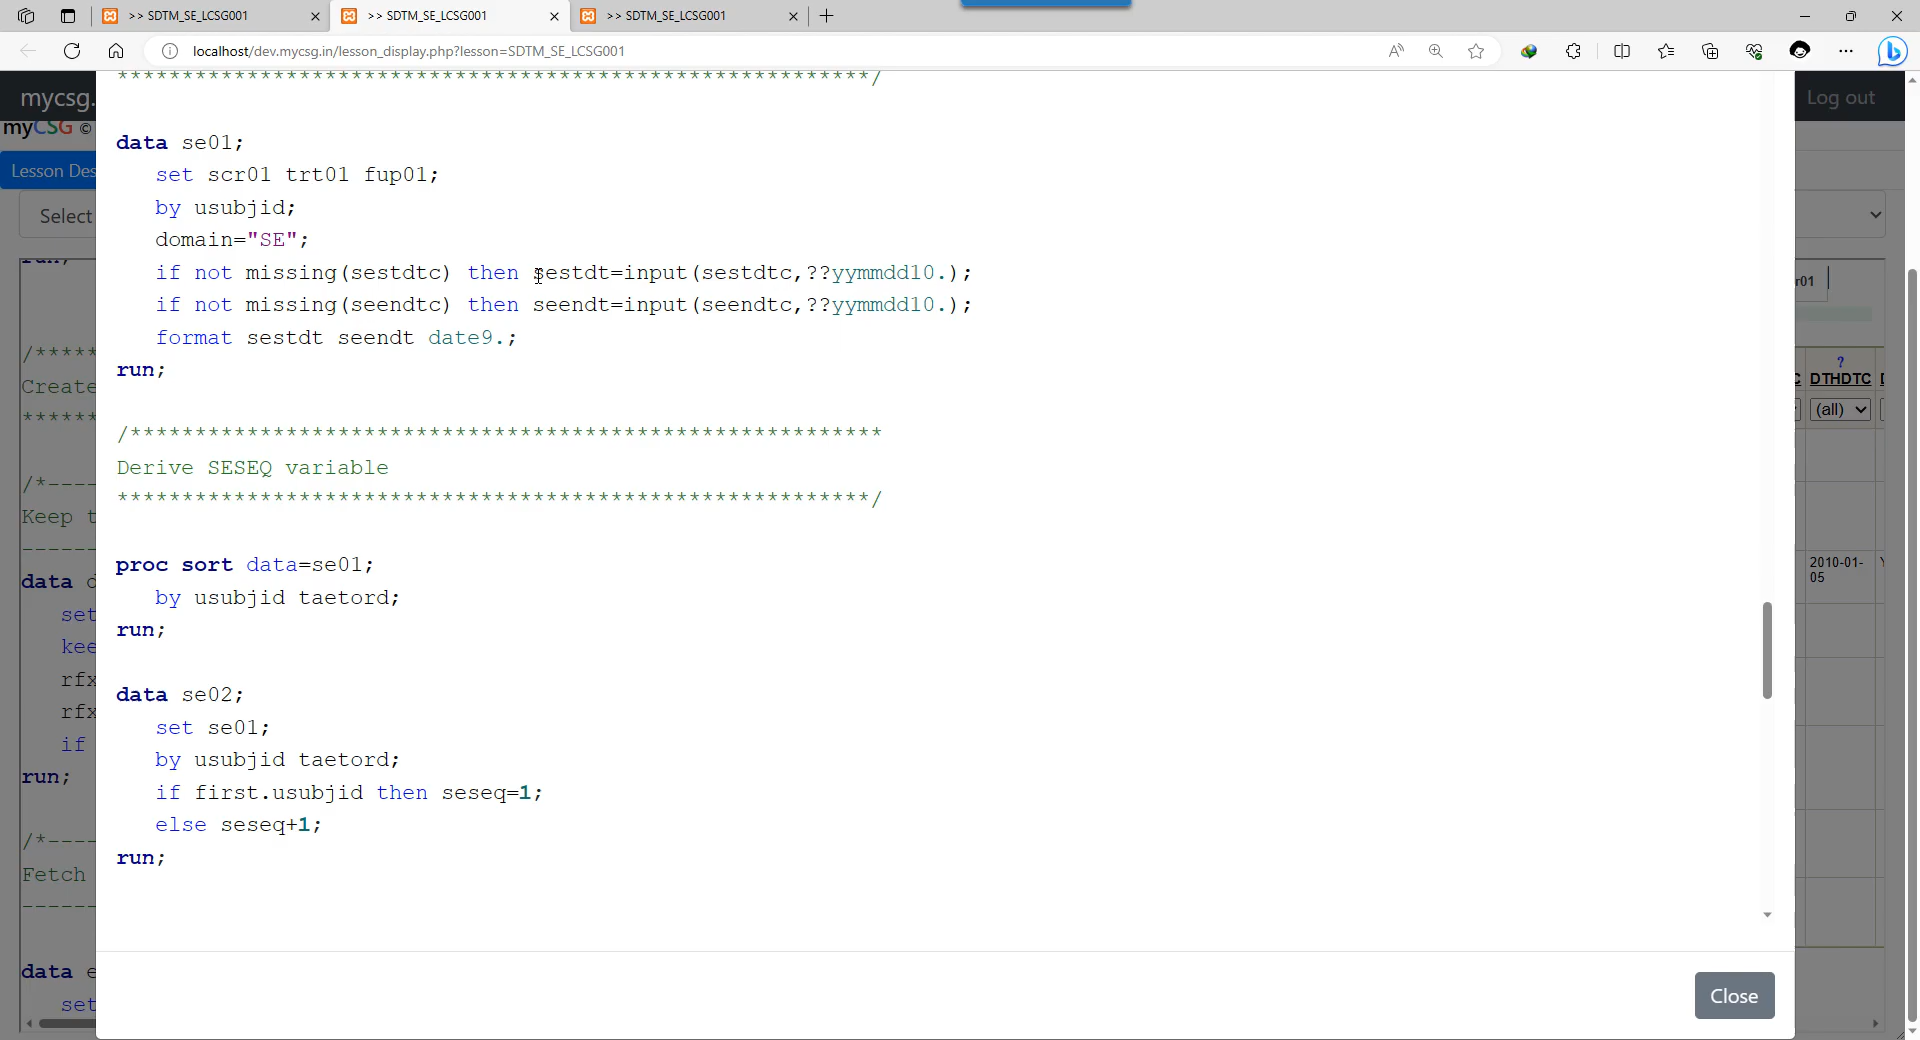 >> SDTM_SE_LCSG001
>> SDTM_SE_LCSG001
>> SDTM_SE_LCSG001
localhost/dev.mycsg.in/lesson_display.php?lesson=SDTM_SE_LCSG001
mycsg.
Log out
myCSG ©
Lesson Des
Select
************************************************************/
data se01;
set scr01 trt01 fup01;
by usubjid;
domain="SE";
if not missing(sestdtc) then sestdt=input(sestdtc,??yymmdd10.);
if not missing(seendtc) then seendt=input(seendtc,??yymmdd10.);
format sestdt seendt date9.;
run;
/**********************************************************
Derive SESEQ variable
**********************************************************/
proc sort data=se01;
by usubjid taetord;
run;
data se02;
set se01;
by usubjid taetord;
if first.usubjid then seseq=1;
else seseq+1;
run;
Close
run;
/*****
Create
******
/*----
Keep t
------
data d
set
kee
rfx
rfx
if
run;
/*----
Fetch
------
data e
set
r01
?
DTHDTC
(all)
2010-01-
05